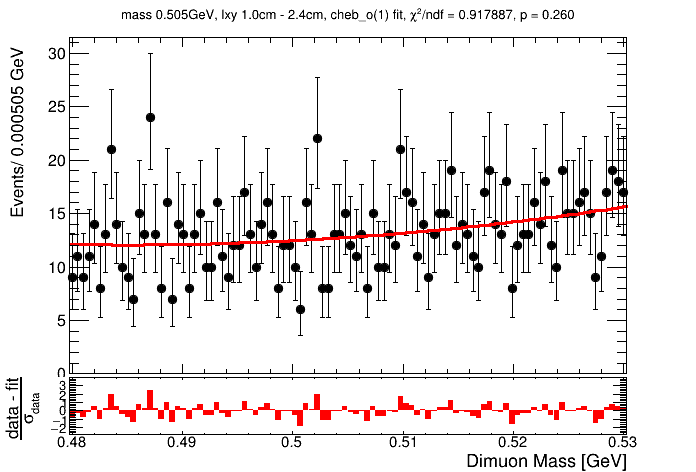 mass 0.505GeV, lxy 1.0cm - 2.4cm, cheb_o(1) fit, χ²/ndf = 0.917887, p = 0.260
Events/ 0.000505 GeV
30
25
20
15
10
5
0
data - fit
σdata
3
2
1
0
−1
−2
0.48 0.49 0.5 0.51 0.52 0.53
Dimuon Mass [GeV]